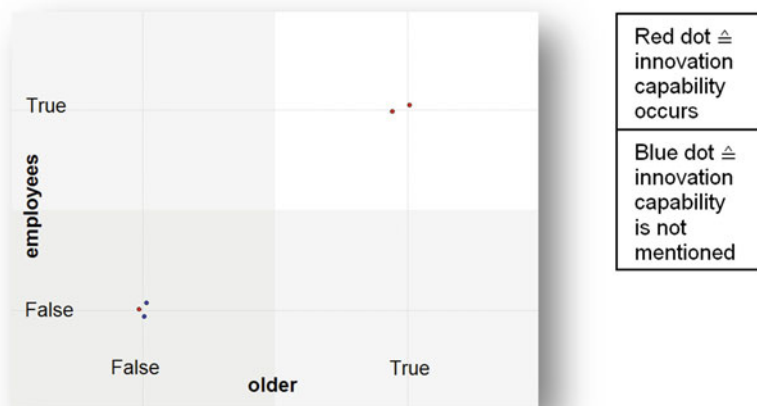 True
employees
False
False
True
older
Red dot ≙
innovation
capability
occurs
Blue dot ≙
innovation
capability
is not
mentioned